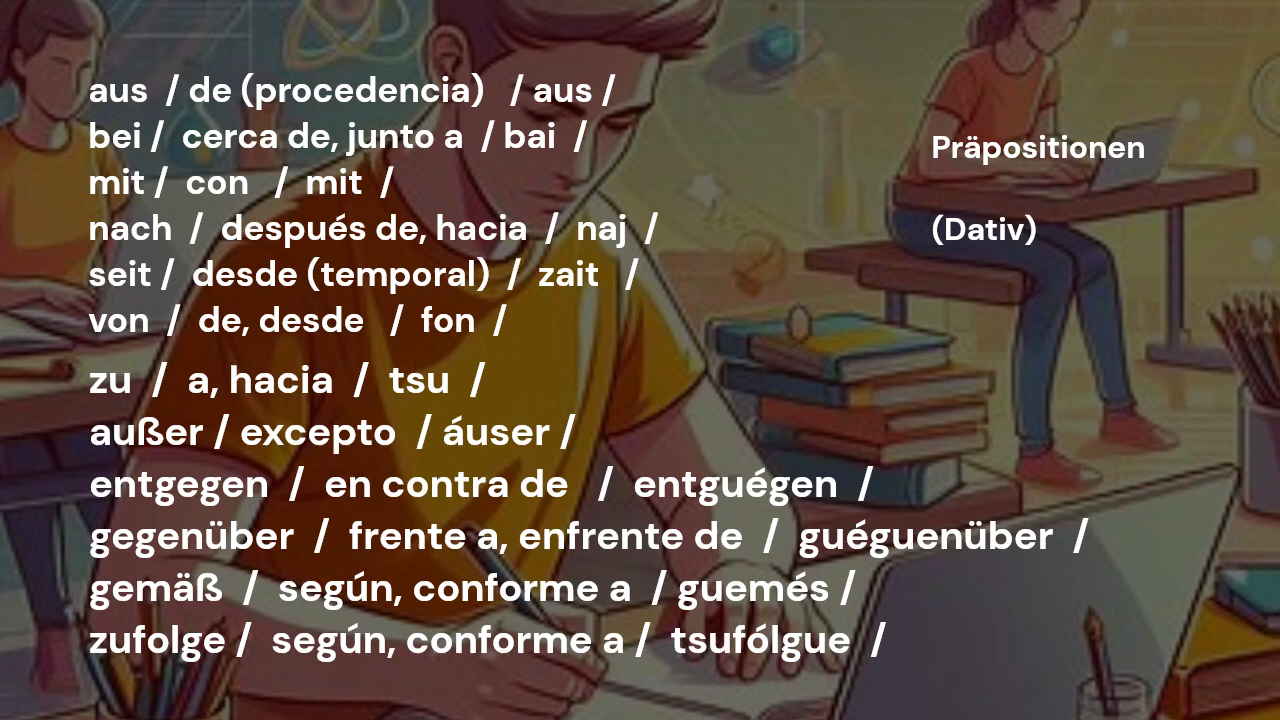 aus / de (procedencia) / aus /
bei / cerca de, junto a / bai /
mit / con / mit /
nach / después de, hacia / naj /
seit / desde (temporal) / zait /
von / de, desde / fon /
zu / a, hacia / tsu /
außer / excepto / áuser /
entgegen / en contra de / entguégen /
gegenüber / frente a, enfrente de / guéguenüber /
gemäß / según, conforme a / guemés /
zufolge / según, conforme a / tsufólgue /
Präpositionen
(Dativ)